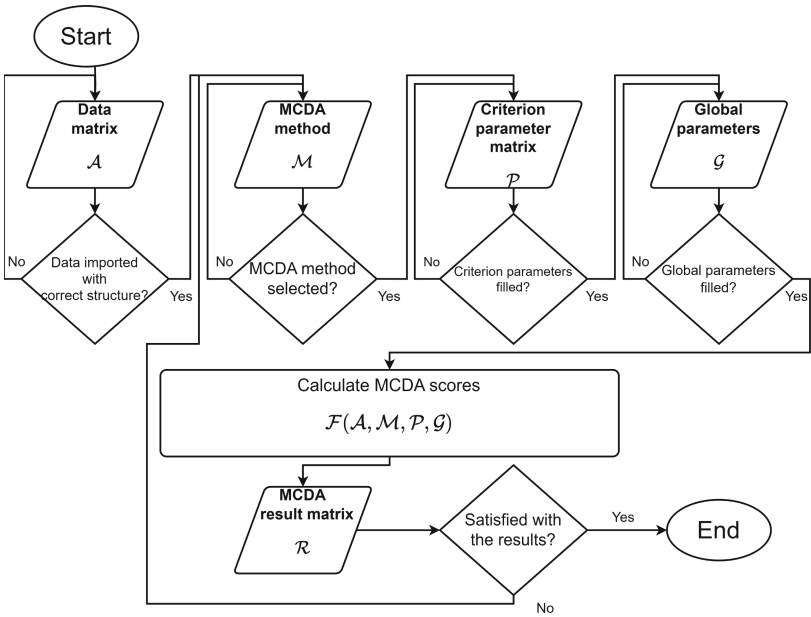 Start
Data
matrix
𝒜
Data imported
with
correct structure?
No
Yes
MCDA
method
ℳ
MCDA method
selected?
No
Yes
Criterion
parameter
matrix
𝒫
Criterion parameters
filled?
No
Yes
Global
parameters
𝒢
Global parameters
filled?
No
Yes
Calculate MCDA scores
ℱ(𝒜, ℳ, 𝒫, 𝒢)
MCDA
result matrix
ℛ
Satisfied with
the results?
Yes
No
End